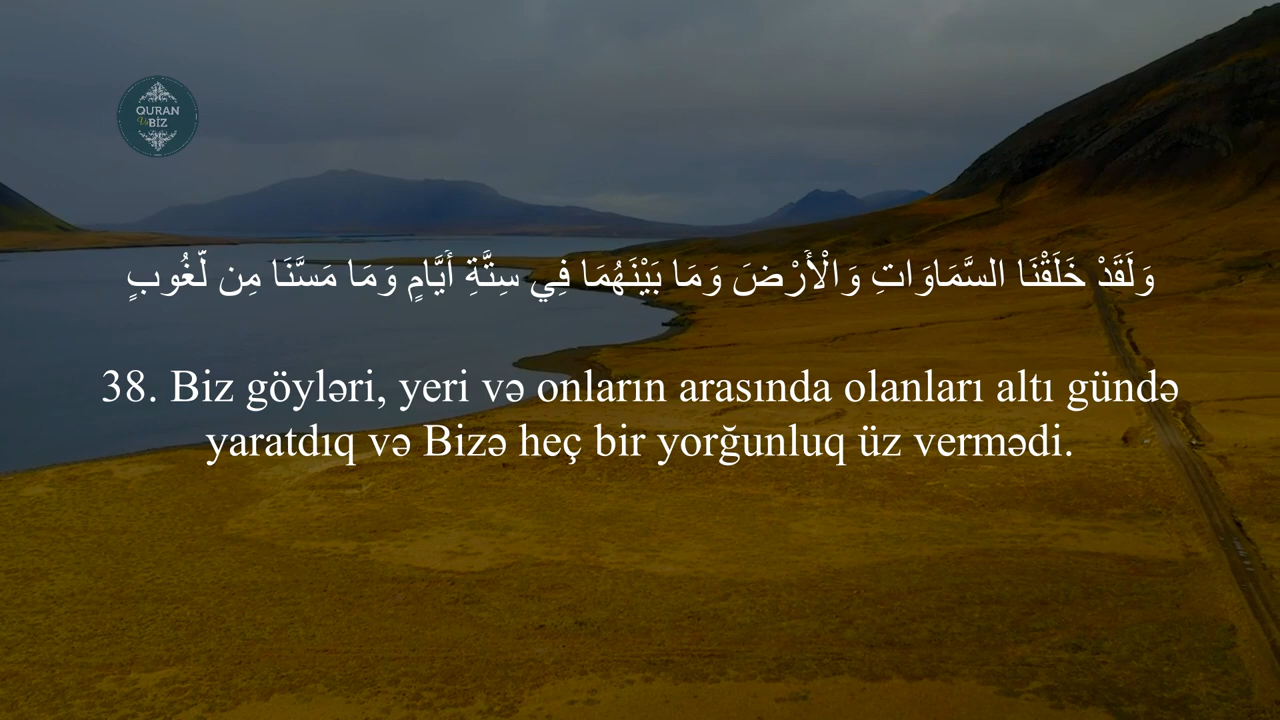 QURAN
Və
BİZ
وَلَقَدْ خَلَقْنَا السَّمَاوَاتِ وَالْأَرْضَ وَمَا بَيْنَهُمَا فِي سِتَّةِ أَيَّامٍ وَمَا مَسَّنَا مِن لُّغُوبٍ
38. Biz göyləri, yeri və onların arasında olanları altı gündə
yaratdıq və Bizə heç bir yorğunluq üz vermədi.